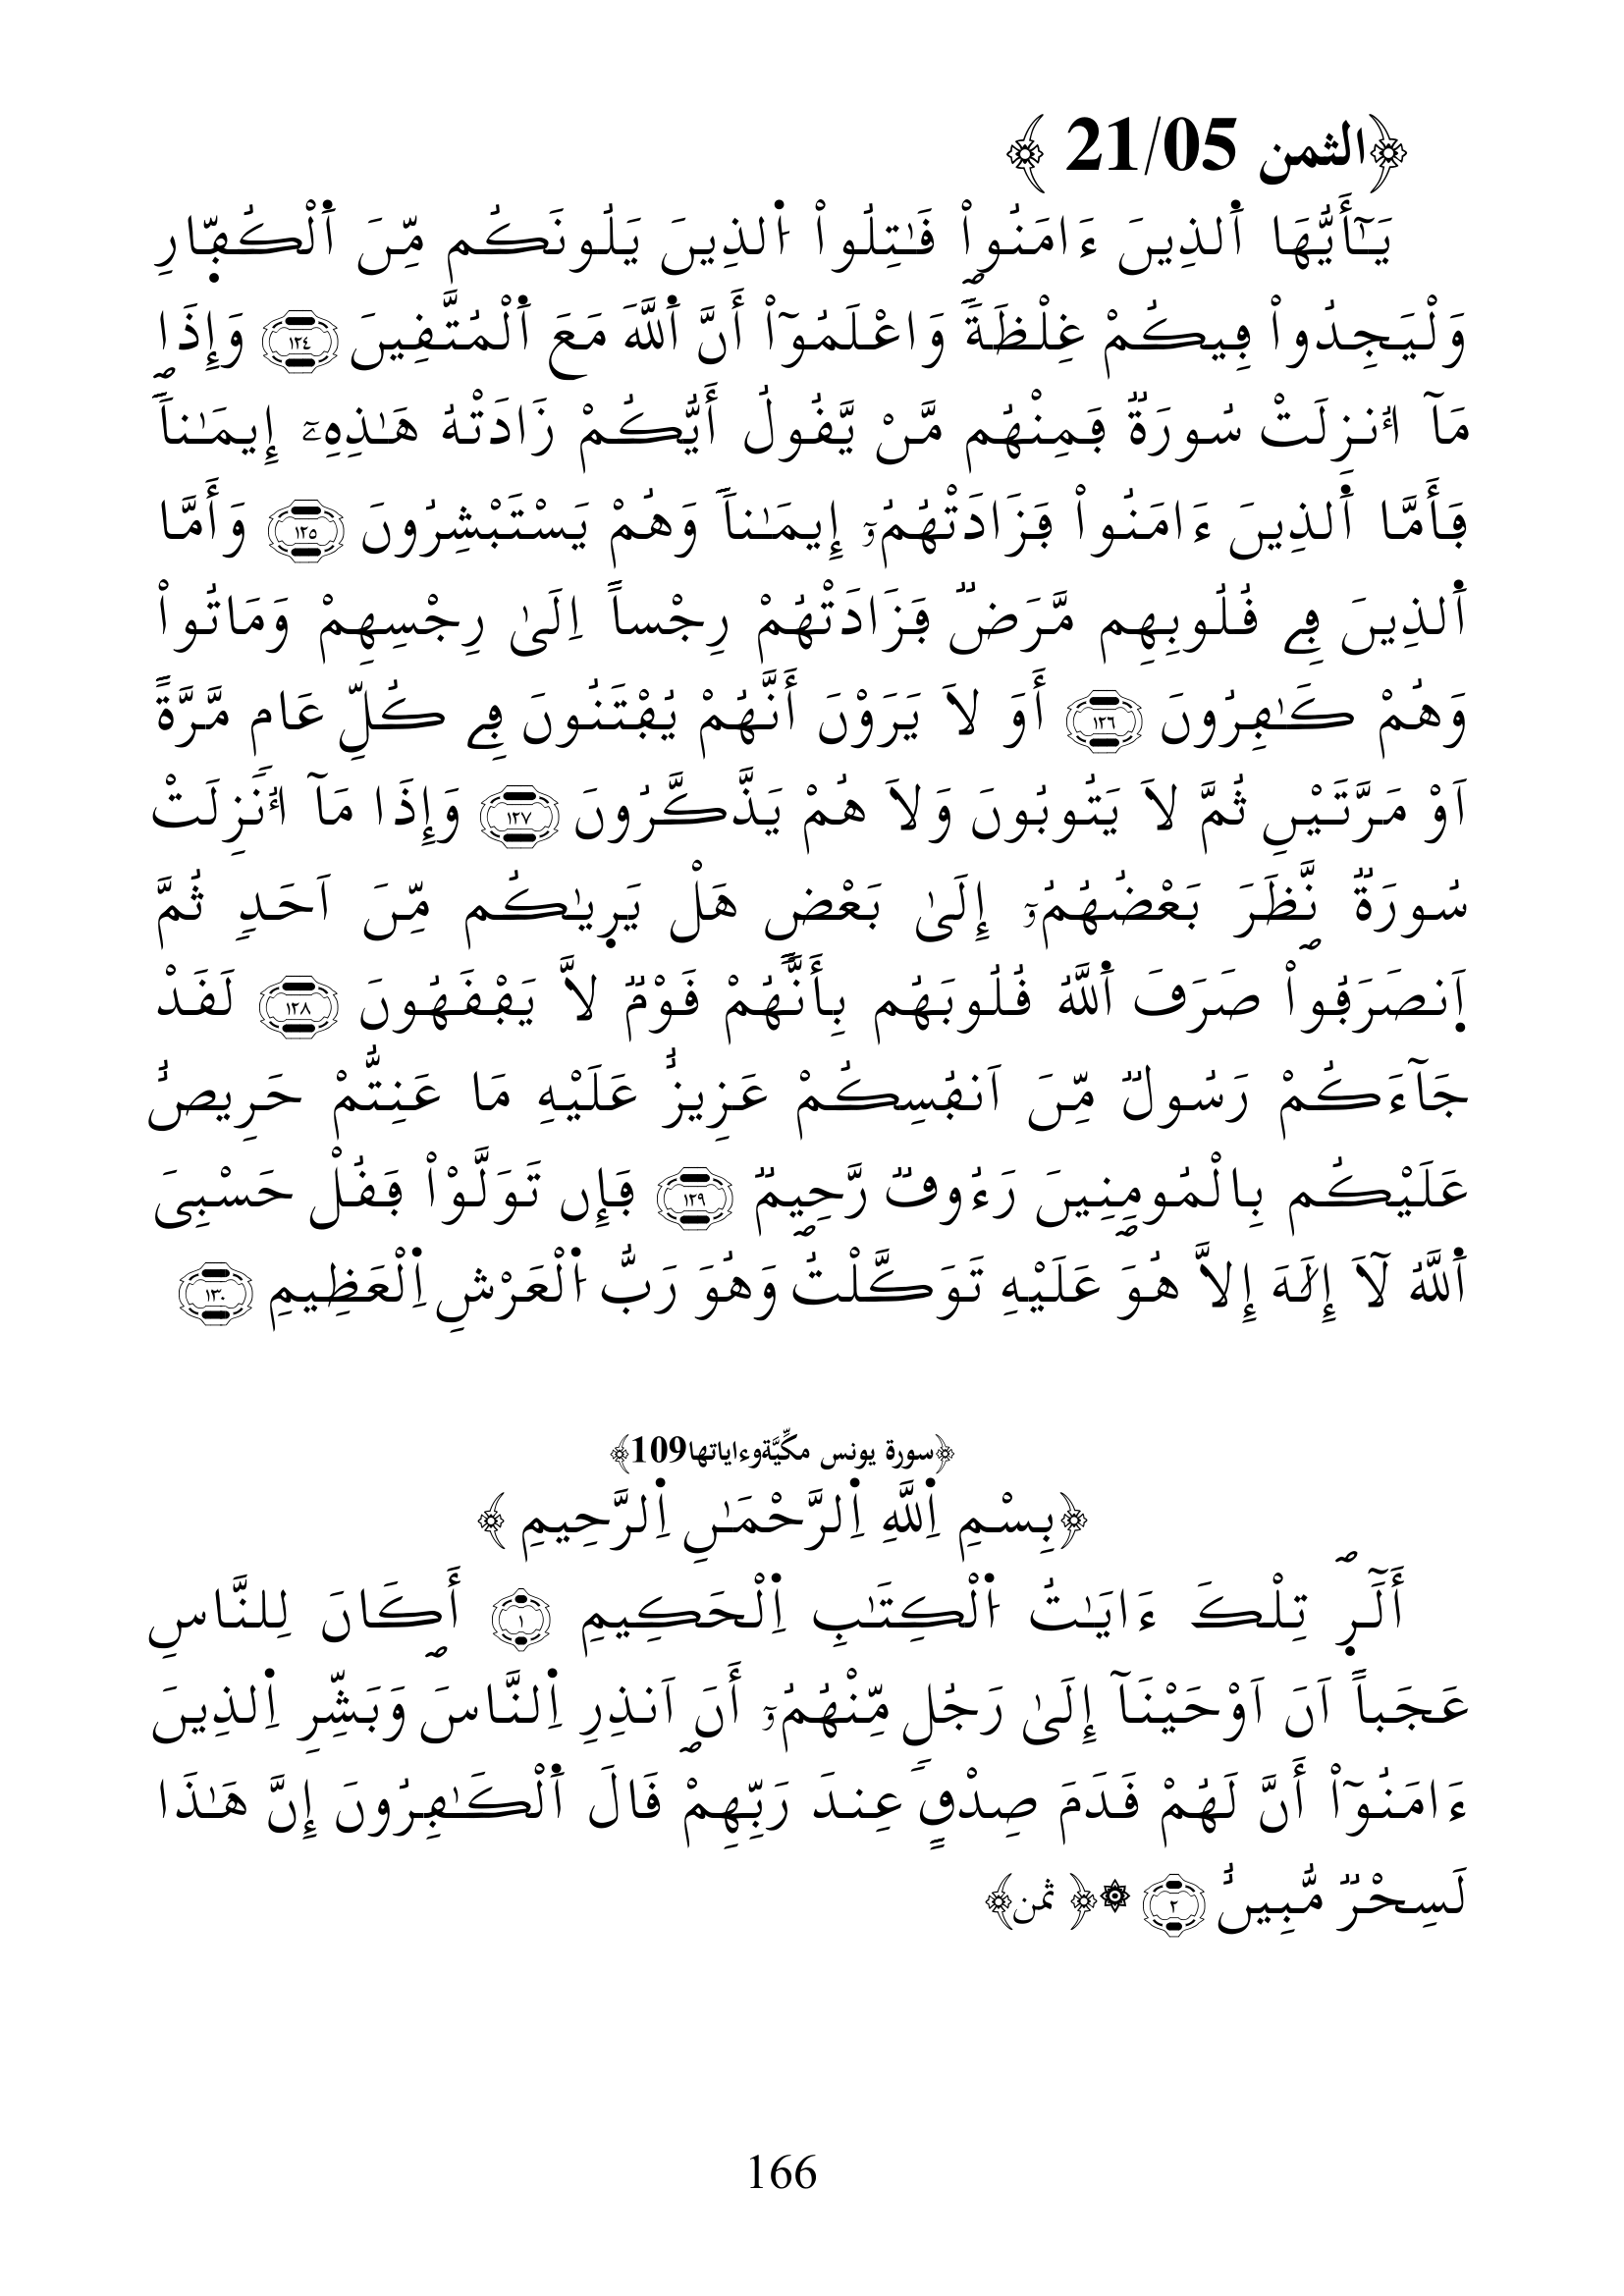 ﴿الثمن 21/05 ﴾
يَـٰٓأَيُّهَا اَ۬لذِينَ ءَامَنُواْ قَٰتِلُواْ اُ۬لذِينَ يَلُونَكُم مِّنَ اَ۬لْكُفّ۪ارِ
وَلْيَجِدُواْ فِيكُمْ غِلْظَةٗۖ وَاعْلَمُوٓاْ أَنَّ اَ۬للَّهَ مَعَ اَ۬لْمُتَّقِينَۖ ١٢٤ وَإِذَا
مَآ أُنزِلَتْ سُورَةٞ فَمِنْهُم مَّنْ يَّقُولُ أَيُّكُمْ زَادَتْهُ هَـٰذِهِۦٓ إِيمَٰناٗۖ
فَأَمَّا اَ۬لذِينَ ءَامَنُواْ فَزَادَتْهُمُۥٓ إِيمَٰناٗ وَهُمْ يَسْتَبْشِرُونَۖ ١٢٥ وَأَمَّا
اَ۬لذِينَ فِے قُلُوبِهِم مَّرَضٞ فَزَادَتْهُمْ رِجْساً اِلَىٰ رِجْسِهِمْ وَمَاتُواْ
وَهُمْ كَٰفِرُونَۖ ١٢٦ أَوَ لَا يَرَوْنَ أَنَّهُمْ يُفْتَنُونَ فِے كُلِّ عَامٖ مَّرَّةً
اَوْ مَرَّتَيْنِ ثُمَّ لَا يَتُوبُونَ وَلَا هُمْ يَذَّكَّرُونَۖ ١٢٧ وَإِذَا مَآ أُنزِلَتْ
سُورَةٞ نَّظَرَ بَعْضُهُمُۥٓ إِلَىٰ بَعْضٍ هَلْ يَر۪يٰكُم مِّنَ اَحَدٖ ثُمَّ
اَ۪نصَرَفُواْۖ صَرَفَ اَ۬للَّهُ قُلُوبَهُم بِأَنَّهُمْ قَوْمٞ لَّا يَفْقَهُونَۖ ١٢٨ لَقَدْ
جَآءَكُمْ رَسُولٞ مِّنَ اَنفُسِكُمْ عَزِيزٌ عَلَيْهِ مَا عَنِتُّمْ حَرِيصٌ
عَلَيْكُم بِالْمُومِنِينَ رَءُوفٞ رَّحِيمٞۖ ١٢٩ فَإِن تَوَلَّوْاْ فَقُلْ حَسْبِيَ
اَ۬للَّهُ لَآ إِلَٰهَ إِلَّا هُوَۖ عَلَيْهِ تَوَكَّلْتُۖ وَهُوَ رَبُّ اُ۬لْعَرْشِ اِ۬لْعَظِيمِۖ ١٣٠
﴿سورة يونس مكِّيَّةوءاياتها109﴾
﴿بِسْمِ اِ۬للَّهِ اِ۬لرَّحْمَٰنِ اِ۬لرَّحِيمِ ﴾
أَلَٓر۪ۖ تِلْكَ ءَايَٰتُ اُ۬لْكِتَٰبِ اِ۬لْحَكِيمِۖ ١ أَكَانَ لِلنَّاسِ
عَجَباً اَنَ اَوْحَيْنَآ إِلَىٰ رَجُلٖ مِّنْهُمُۥٓ أَنَ اَنذِرِ اِ۬لنَّاسَ وَبَشِّرِ اِ۬لذِينَ
ءَامَنُوٓاْ أَنَّ لَهُمْ قَدَمَ صِدْقٍ عِندَ رَبِّهِمْۖ قَالَ اَ۬لْكَٰفِرُونَ إِنَّ هَٰذَا
لَسِحْرٞ مُّبِينٌۖ ٢ ۞﴿ ثمن﴾
166